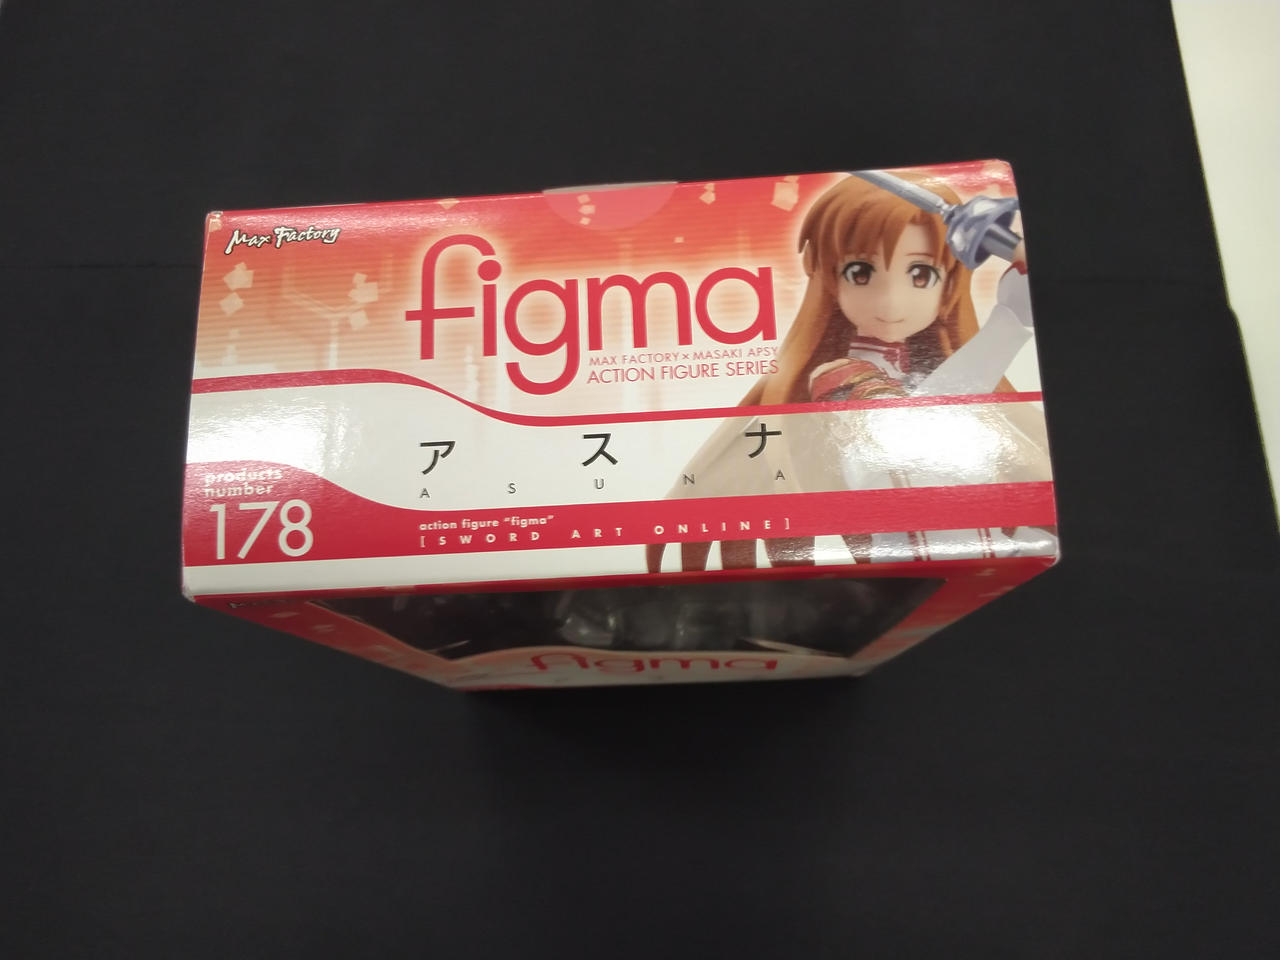 Max Factory
figma
MAX FACTORY × MASAKI APSY
ACTION FIGURE SERIES
アスナ
ASUNA
products
number
178
action figure "figma"
[SWORD ART ONLINE]
figma